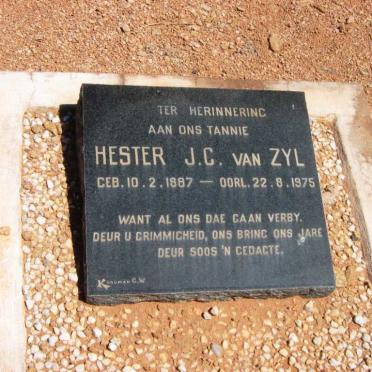 TER HERINNERING
AAN ONS TANNIE
HESTER J.C. VAN ZYL
GEB. 10.2.1887 — OORL. 22.8.1975
WANT AL ONS DAE GAAN VERBY.
DEUR U GRIMMIGHEID, ONS BRING ONS JARE
DEUR SOOS 'N GEDAGTE.